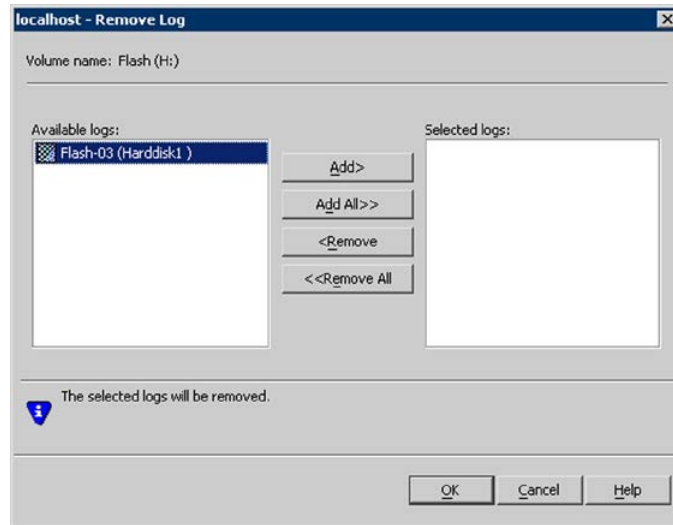 localhost - Remove Log
Volume name: Flash (H:)
Available logs:
Selected logs:
Flash-03 (Harddisk1 )
Add>
Add All>>
<Remove
<<Remove All
The selected logs will be removed.
OK
Cancel
Help